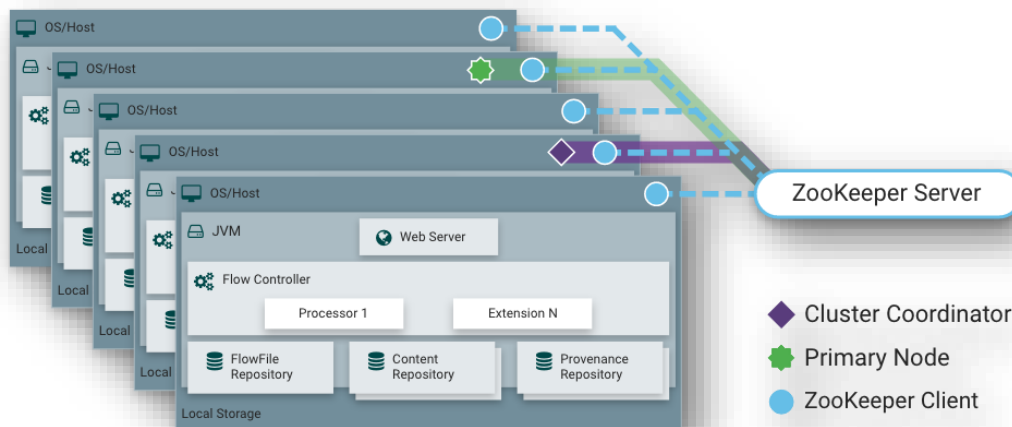 OS/Host
OS/Host
OS/Host
OS/Host
OS/Host
JVM
Web Server
Flow Controller
Processor 1
Extension N
FlowFile
Repository
Content
Repository
Provenance
Repository
Local
Local
Local
Local
Local Storage
ZooKeeper Server
Cluster Coordinator
Primary Node
ZooKeeper Client